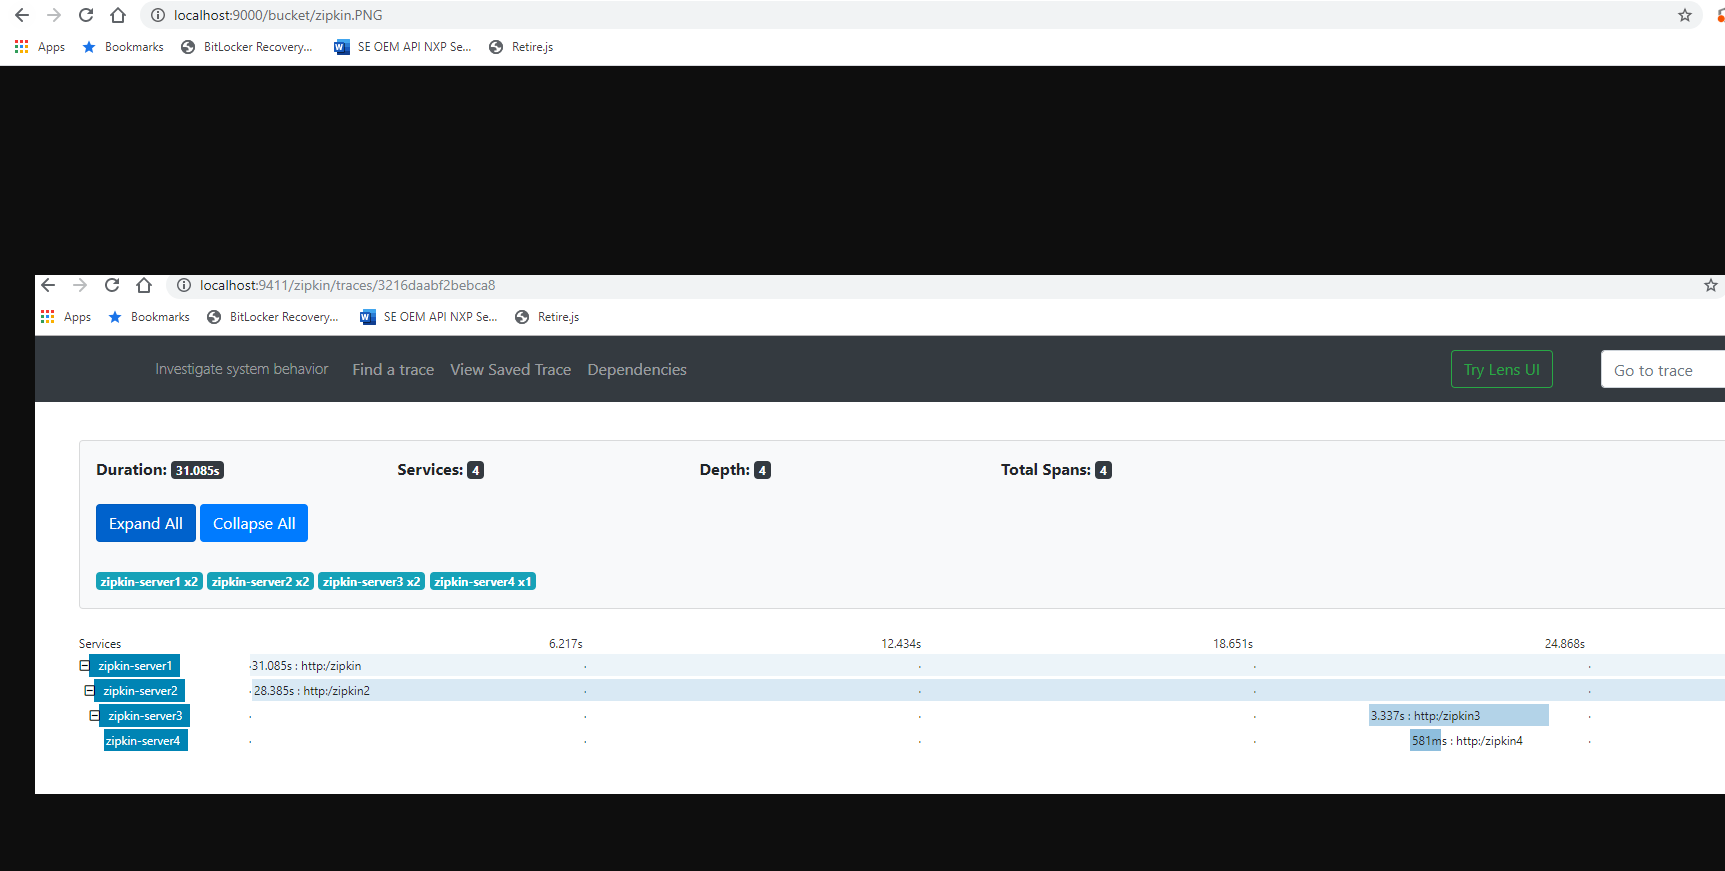 localhost:9000/bucket/zipkin.PNG
Apps Bookmarks BitLocker Recovery... SE OEM API NXP Se... Retire.js
localhost:9411/zipkin/traces/3216daabf2bebca8
Apps Bookmarks BitLocker Recovery... SE OEM API NXP Se... Retire.js
Investigate system behavior Find a trace View Saved Trace Dependencies Try Lens UI Go to trace
Duration: 31.085s Services: 4 Depth: 4 Total Spans: 4
Expand All Collapse All
zipkin-server1 x2 zipkin-server2 x2 zipkin-server3 x2 zipkin-server4 x1
Services 6.217s 12.434s 18.651s 24.868s
zipkin-server1 31.085s : http:/zipkin
zipkin-server2 28.385s : http:/zipkin2
zipkin-server3 3.337s : http:/zipkin3
zipkin-server4 581ms : http:/zipkin4